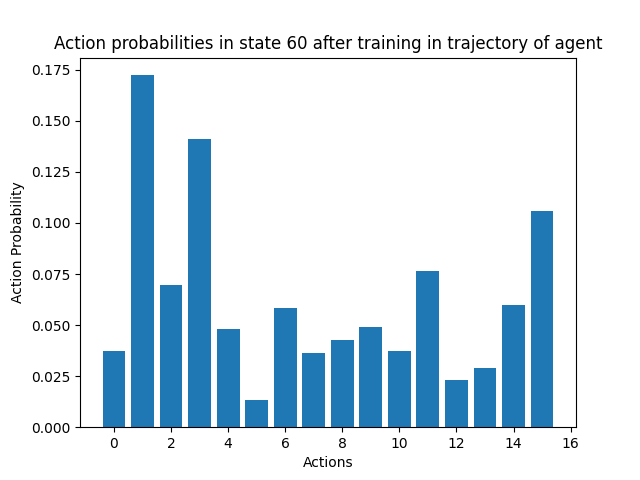 Action probabilities in state 60 after training in trajectory of agent
0.175
0.150
0.125
0.100
0.075
0.050
0.025
0.000
Action Probability
0 2 4 6 8 10 12 14 16
Actions